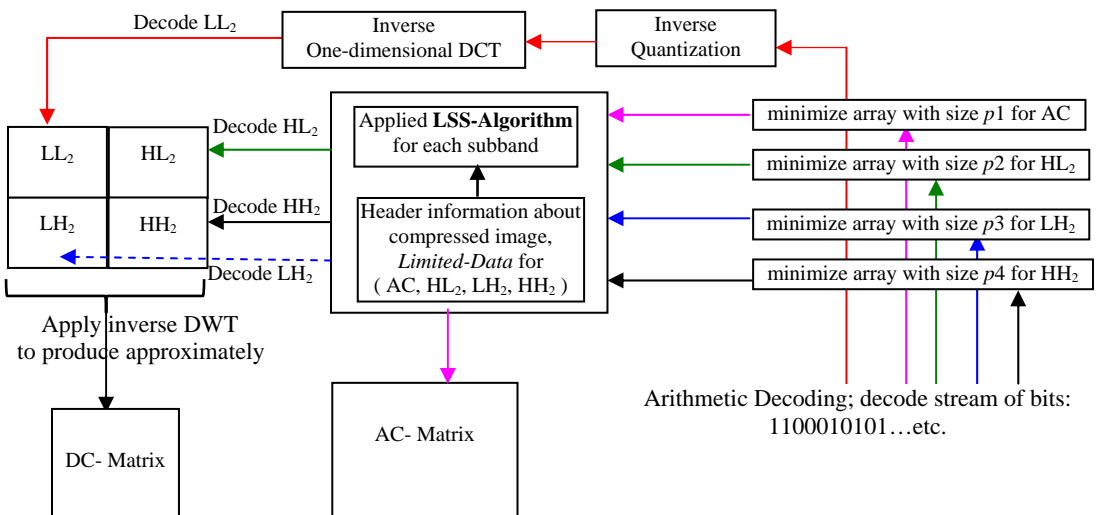 Decode LL₂
Inverse
One-dimensional DCT
Inverse
Quantization
Decode HL₂
Applied LSS-Algorithm
for each subband
minimize array with size p1 for AC
LL₂
HL₂
minimize array with size p2 for HL₂
Decode HH₂
Header information about
compressed image,
Limited-Data for
( AC, HL₂, LH₂, HH₂ )
LH₂
HH₂
minimize array with size p3 for LH₂
Decode LH₂
minimize array with size p4 for HH₂
Apply inverse DWT
to produce approximately
Arithmetic Decoding; decode stream of bits:
1100010101…etc.
DC- Matrix
AC- Matrix